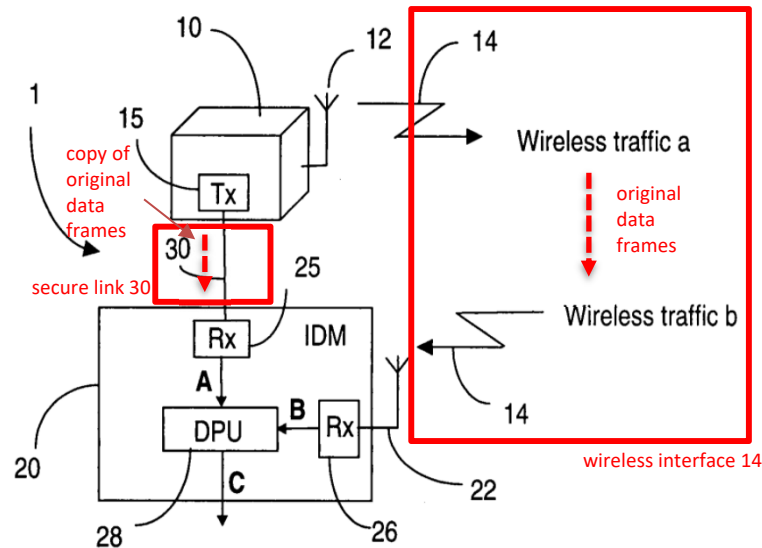 10
12
14
1
15
copy of
original
data
frames
Tx
Wireless traffic a
original
data
frames
30
secure link 30
25
Rx
IDM
Wireless traffic b
A
B
14
DPU
Rx
20
C
wireless interface 14
28
26
22